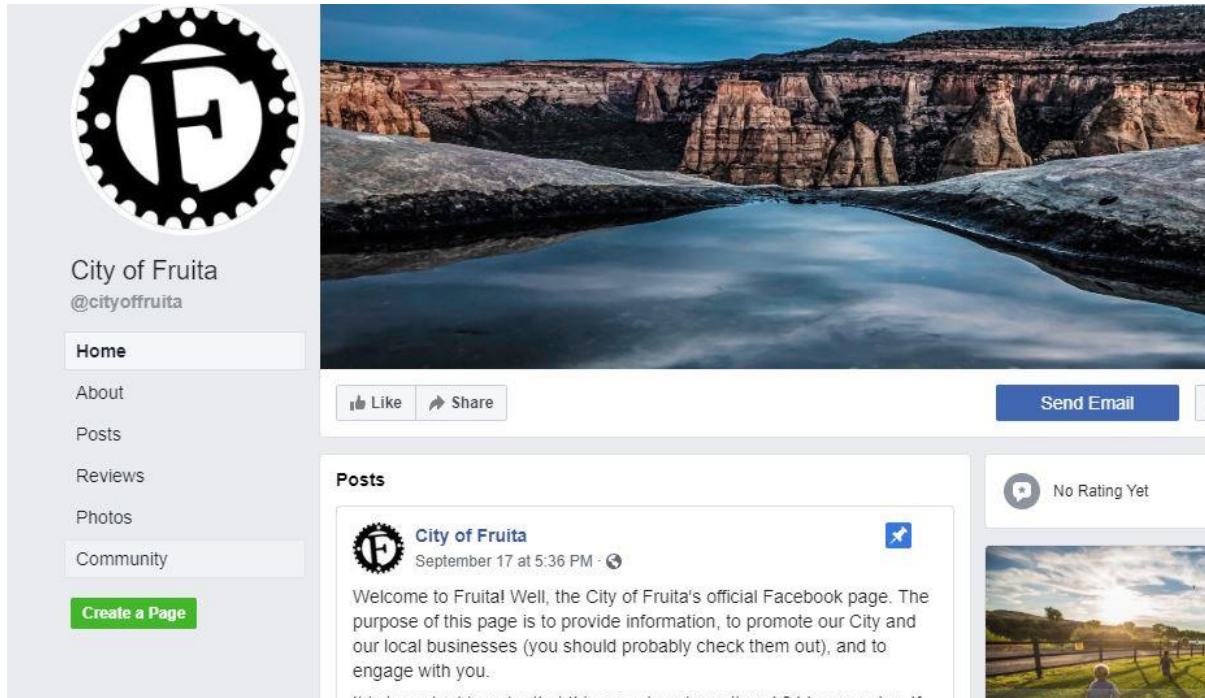 F
City of Fruita
@cityoffruita
Home
About
Posts
Reviews
Photos
Community
Create a Page
Like
Share
Send Email
Posts
No Rating Yet
F
City of Fruita
September 17 at 5:36 PM ·
Welcome to Fruita! Well, the City of Fruita's official Facebook page. The
purpose of this page is to provide information, to promote our City and
our local businesses (you should probably check them out), and to
engage with you.